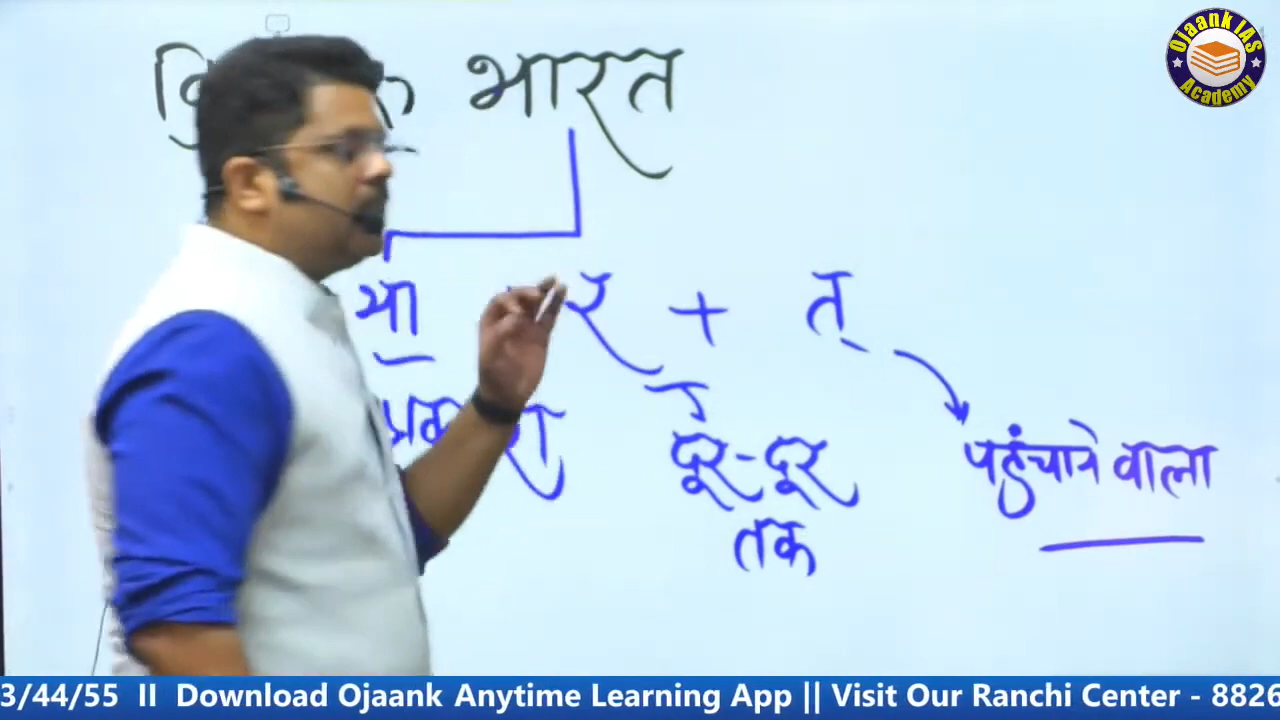 भारत
भा र + त्
दूर-दूर
तक
पहुंचाने वाला
Ojaank IAS
Academy
3/44/55 II Download Ojaank Anytime Learning App || Visit Our Ranchi Center - 8826